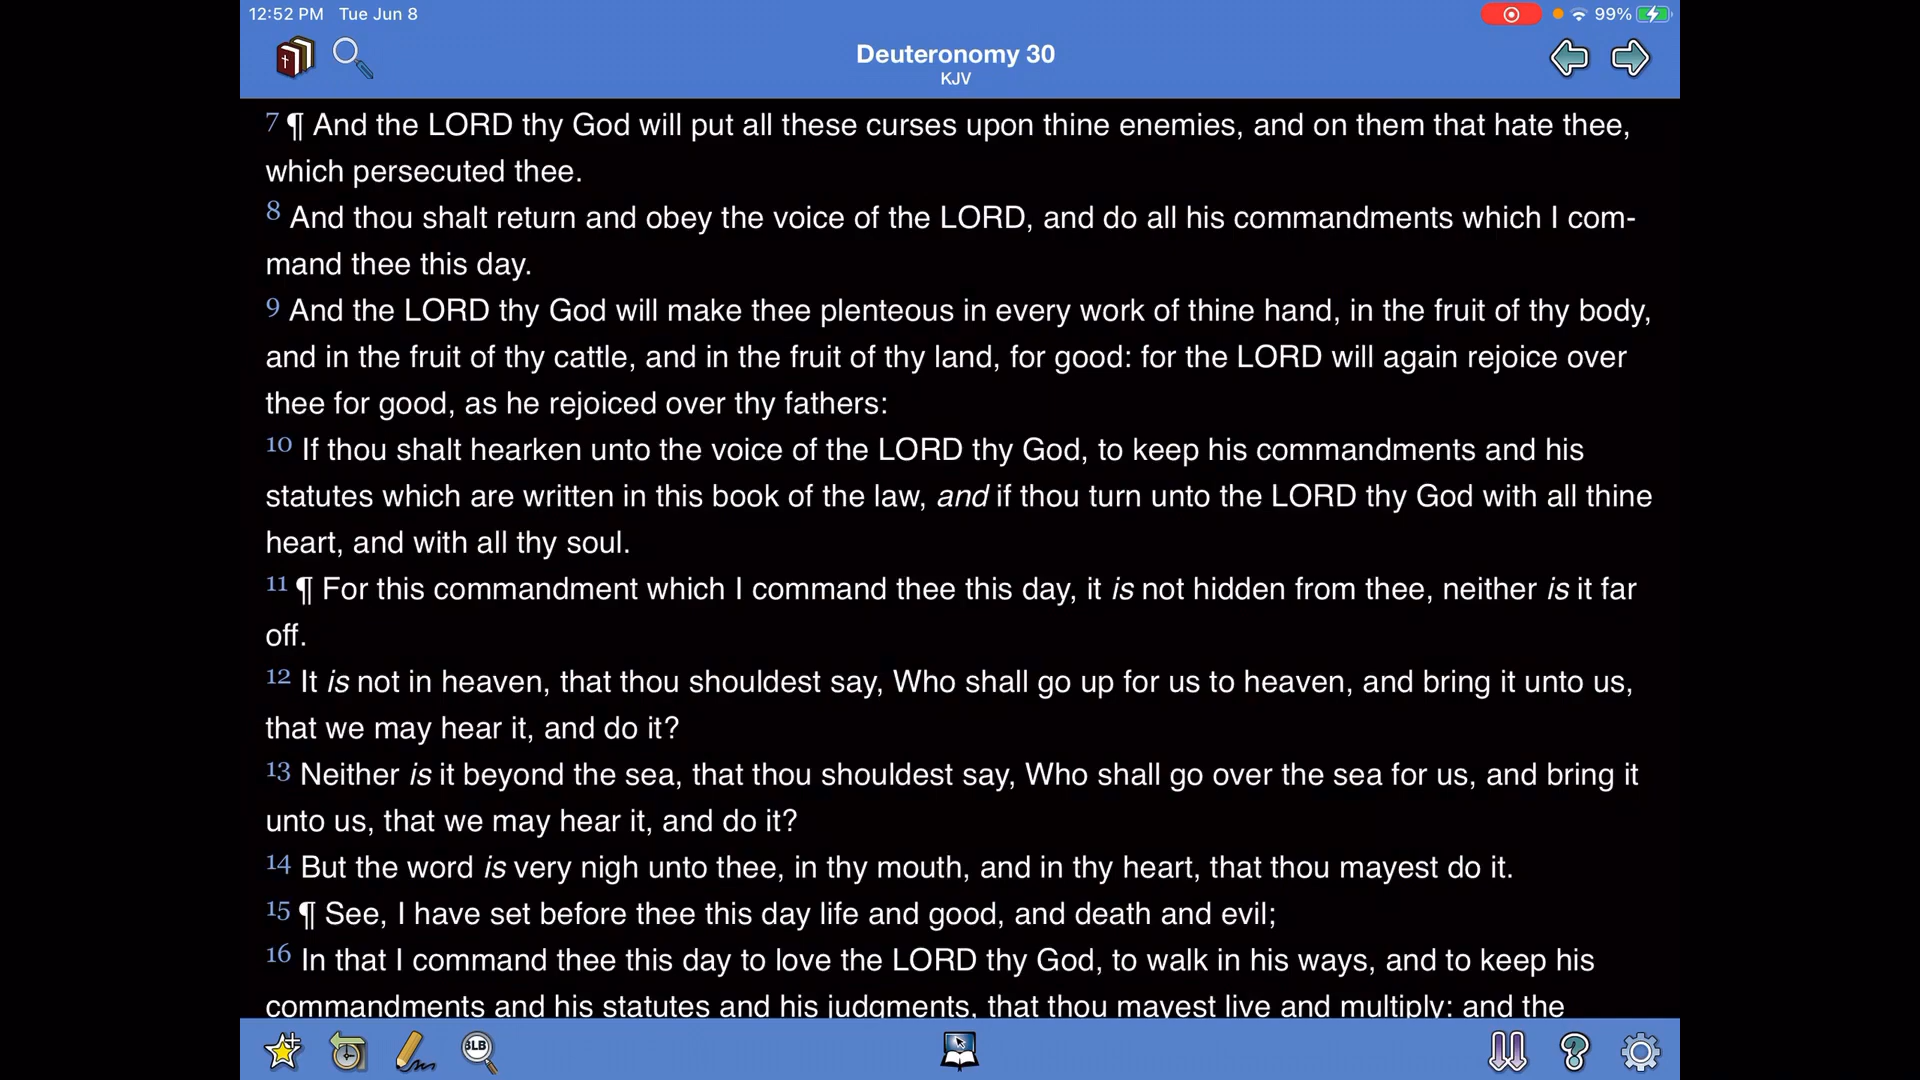 12:52 PM Tue Jun 8
99%
Deuteronomy 30
KJV
7 ¶ And the LORD thy God will put all these curses upon thine enemies, and on them that hate thee,
which persecuted thee.
8 And thou shalt return and obey the voice of the LORD, and do all his commandments which I com-
mand thee this day.
9 And the LORD thy God will make thee plenteous in every work of thine hand, in the fruit of thy body,
and in the fruit of thy cattle, and in the fruit of thy land, for good: for the LORD will again rejoice over
thee for good, as he rejoiced over thy fathers:
10 If thou shalt hearken unto the voice of the LORD thy God, to keep his commandments and his
statutes which are written in this book of the law, and if thou turn unto the LORD thy God with all thine
heart, and with all thy soul.
11 ¶ For this commandment which I command thee this day, it is not hidden from thee, neither is it far
off.
12 It is not in heaven, that thou shouldest say, Who shall go up for us to heaven, and bring it unto us,
that we may hear it, and do it?
13 Neither is it beyond the sea, that thou shouldest say, Who shall go over the sea for us, and bring it
unto us, that we may hear it, and do it?
14 But the word is very nigh unto thee, in thy mouth, and in thy heart, that thou mayest do it.
15 ¶ See, I have set before thee this day life and good, and death and evil;
16 In that I command thee this day to love the LORD thy God, to walk in his ways, and to keep his
commandments and his statutes and his judgments, that thou mayest live and multiply: and the
BLB